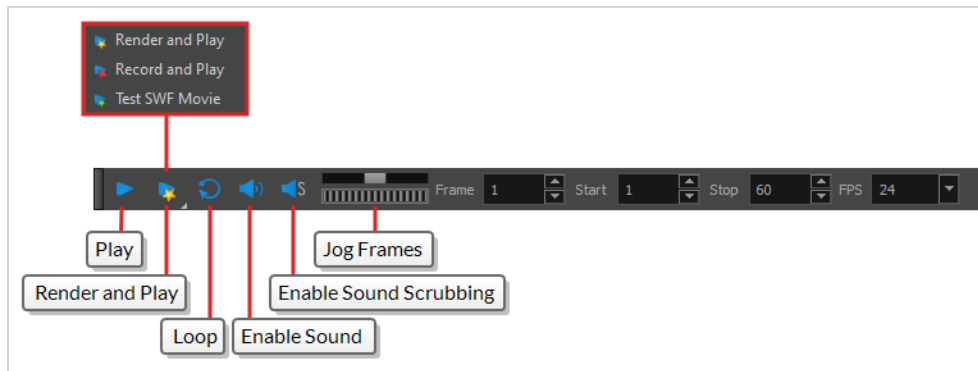 Render and Play
Record and Play
Test SWF Movie
S
Frame 1 Start 1 Stop 60 FPS 24
Play
Jog Frames
Render and Play
Enable Sound Scrubbing
Loop
Enable Sound